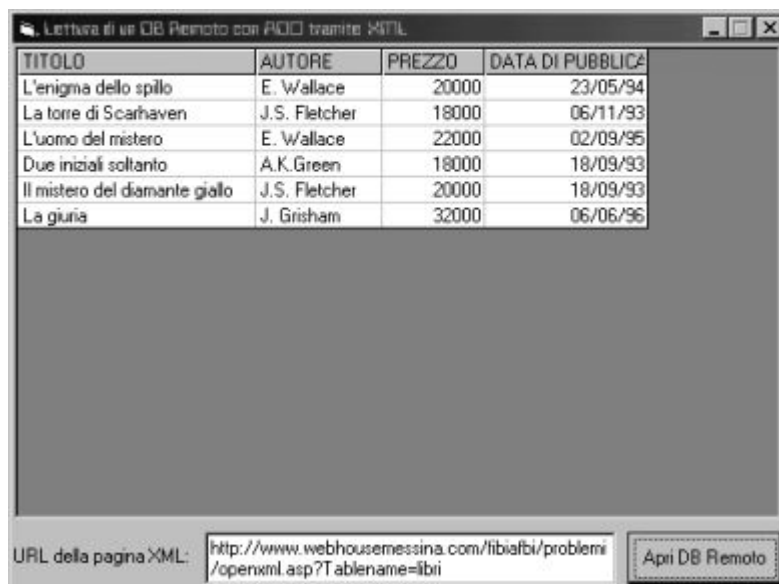 Lettura di un DB Remoto con ADO tramite XML
TITOLO AUTORE PREZZO DATA DI PUBBLICA
L'enigma dello spillo E. Wallace 20000 23/05/94
La torre di Scarhaven J.S. Fletcher 18000 06/11/93
L'uomo del mistero E. Wallace 22000 02/09/95
Due iniziali soltanto A.K.Green 18000 18/09/93
Il mistero del diamante giallo J.S. Fletcher 20000 18/09/93
La giuria J. Grisham 32000 06/06/96
URL della pagina XML:
http://www.webhousemessina.com/fibiafbi/problemi
/openxml.asp?Tablename=libri
Apri DB Remoto